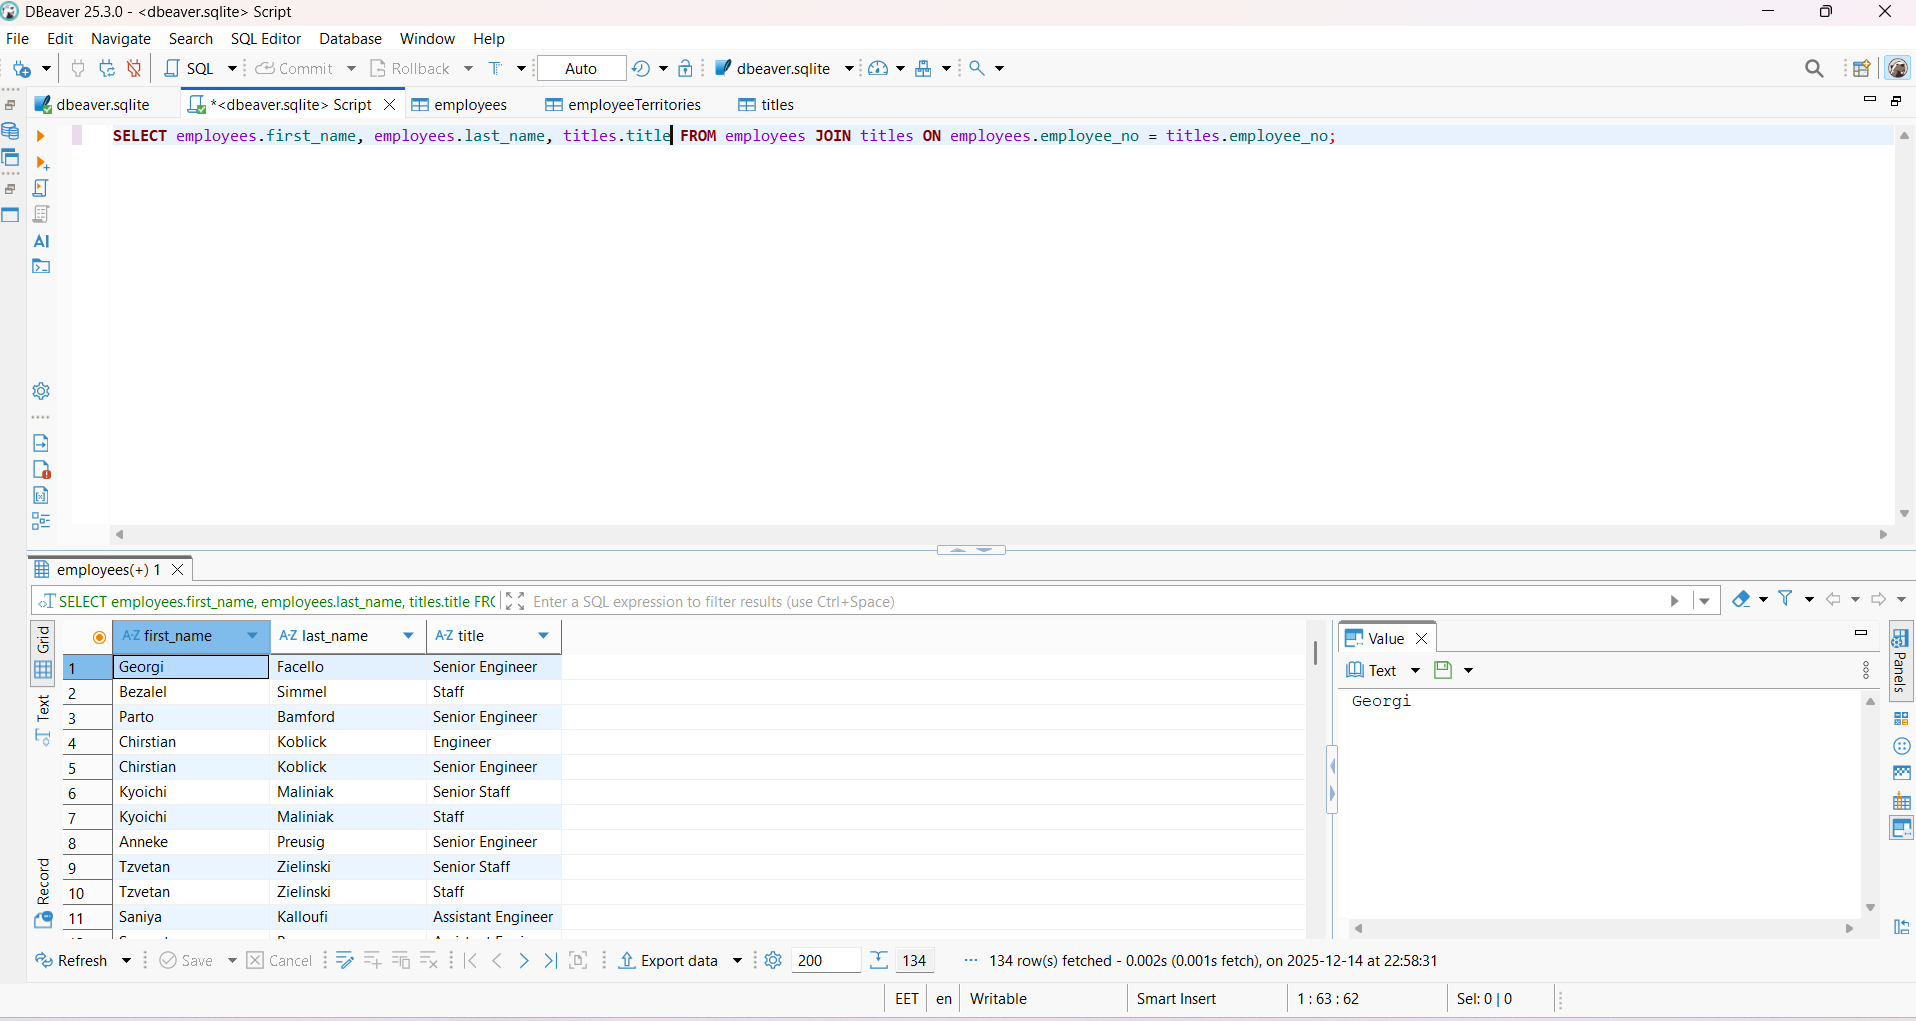 DBeaver 25.3.0 - <dbeaver.sqlite> Script
File Edit Navigate Search SQL Editor Database Window Help
SQL Commit Rollback Auto dbeaver.sqlite
dbeaver.sqlite *<dbeaver.sqlite> Script employees employeeTerritories titles
SELECT employees.first_name, employees.last_name, titles.title FROM employees JOIN titles ON employees.employee_no = titles.employee_no;
AI
employees(+) 1
SELECT employees.first_name, employees.last_name, titles.title FRO Enter a SQL expression to filter results (use Ctrl+Space)
Grid
Text
Record
A-Z first_name A-Z last_name A-Z title
1 Georgi Facello Senior Engineer
2 Bezalel Simmel Staff
3 Parto Bamford Senior Engineer
4 Chirstian Koblick Engineer
5 Chirstian Koblick Senior Engineer
6 Kyoichi Maliniak Senior Staff
7 Kyoichi Maliniak Staff
8 Anneke Preusig Senior Engineer
9 Tzvetan Zielinski Senior Staff
10 Tzvetan Zielinski Staff
11 Saniya Kalloufi Assistant Engineer
Value
Text
Georgi
Panels
Refresh Save Cancel Export data 200 134 ··· 134 row(s) fetched - 0.002s (0.001s fetch), on 2025-12-14 at 22:58:31
EET en Writable Smart Insert 1 : 63 : 62 Sel: 0 | 0